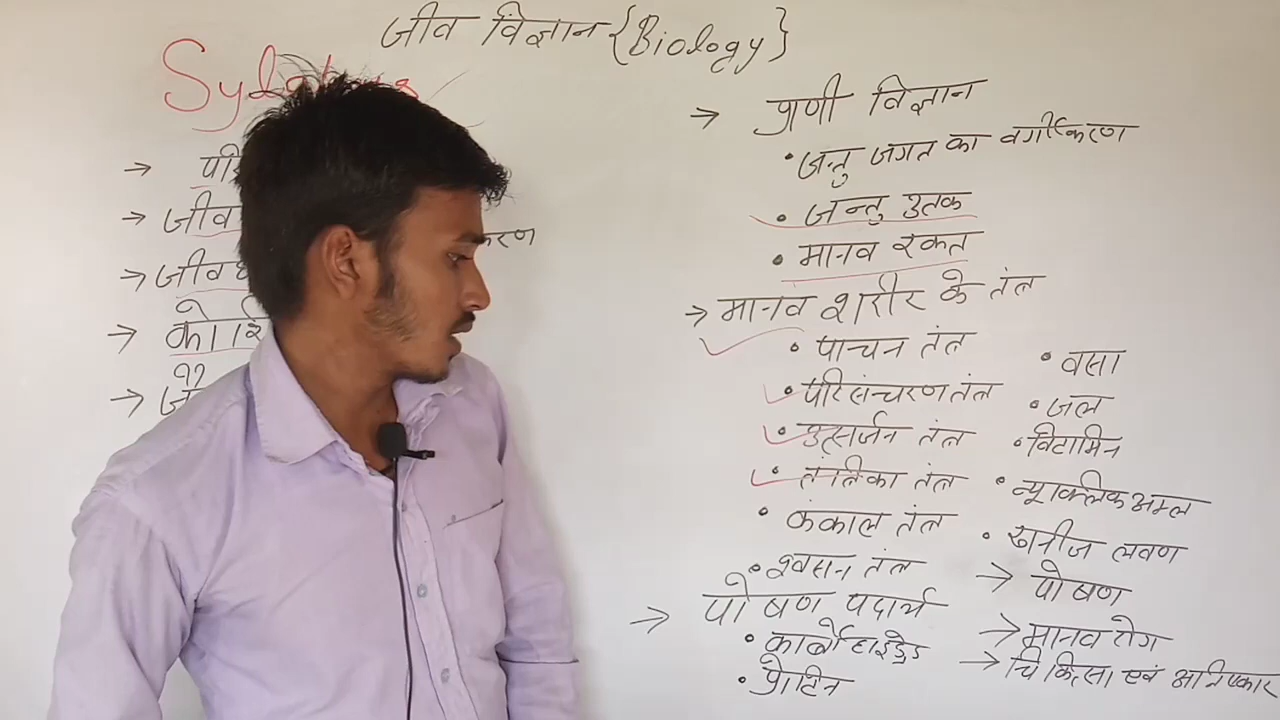 जीव विज्ञान {Biology}
→ जीव
→ जीव
करण
→ प्राणी विज्ञान
• जन्तु जगत का वर्गीकरण
• जन्तु उतक
• मानव रक्त
→ मानव शरीर के तंत्र
• पाचन तंत्र
• परिसंचरण तंत्र
• उत्सर्जन तंत्र
• तंत्रिका तंत्र
• कंकाल तंत्र
• श्वसन तंत्र
→ पोषण पदार्थ
• कार्बोहाइड्रेड
• प्रोटिन
• वसा
• जल
• विटामिन
• न्यूक्लिक अम्ल
• खनीज लवण
→ पोषण
→ मानव रोग
→ चिकित्सा एवं आविष्कार